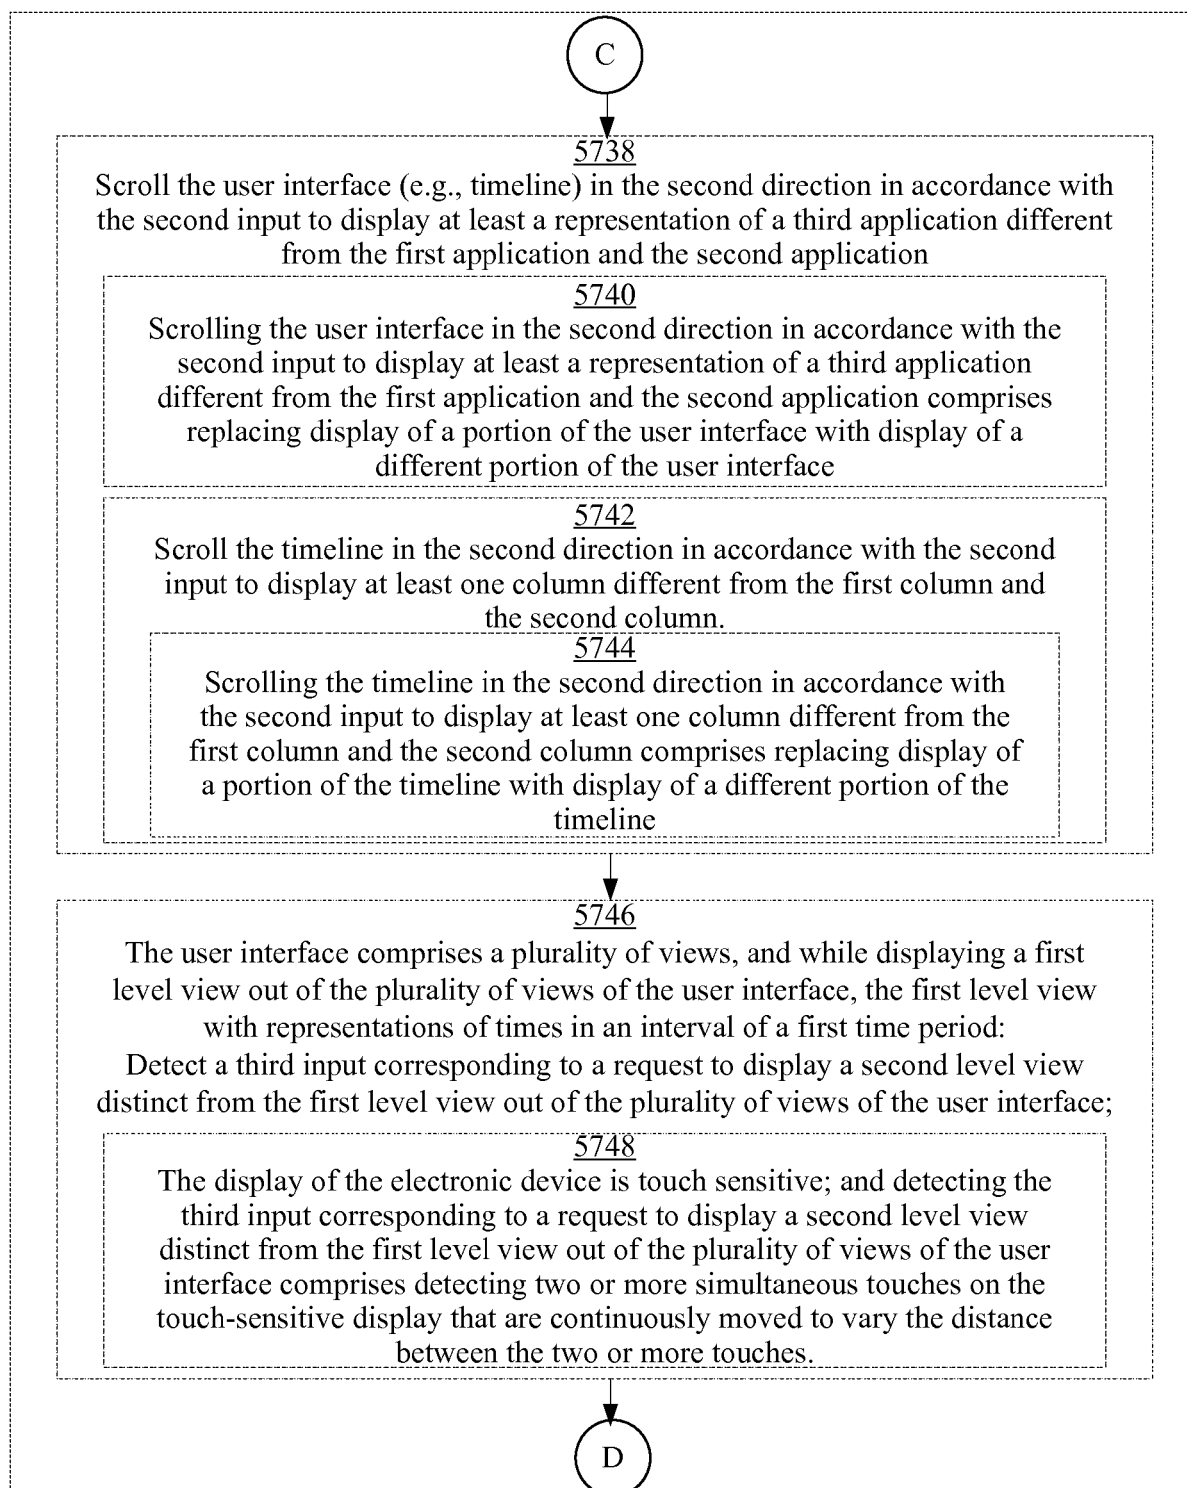 C
5738
Scroll the user interface (e.g., timeline) in the second direction in accordance with
the second input to display at least a representation of a third application different
from the first application and the second application
5740
Scrolling the user interface in the second direction in accordance with the
second input to display at least a representation of a third application
different from the first application and the second application comprises
replacing display of a portion of the user interface with display of a
different portion of the user interface
5742
Scroll the timeline in the second direction in accordance with the second
input to display at least one column different from the first column and
the second column.
5744
Scrolling the timeline in the second direction in accordance with
the second input to display at least one column different from the
first column and the second column comprises replacing display of
a portion of the timeline with display of a different portion of the
timeline
5746
The user interface comprises a plurality of views, and while displaying a first
level view out of the plurality of views of the user interface, the first level view
with representations of times in an interval of a first time period:
Detect a third input corresponding to a request to display a second level view
distinct from the first level view out of the plurality of views of the user interface;
5748
The display of the electronic device is touch sensitive; and detecting the
third input corresponding to a request to display a second level view
distinct from the first level view out of the plurality of views of the user
interface comprises detecting two or more simultaneous touches on the
touch-sensitive display that are continuously moved to vary the distance
between the two or more touches.
D